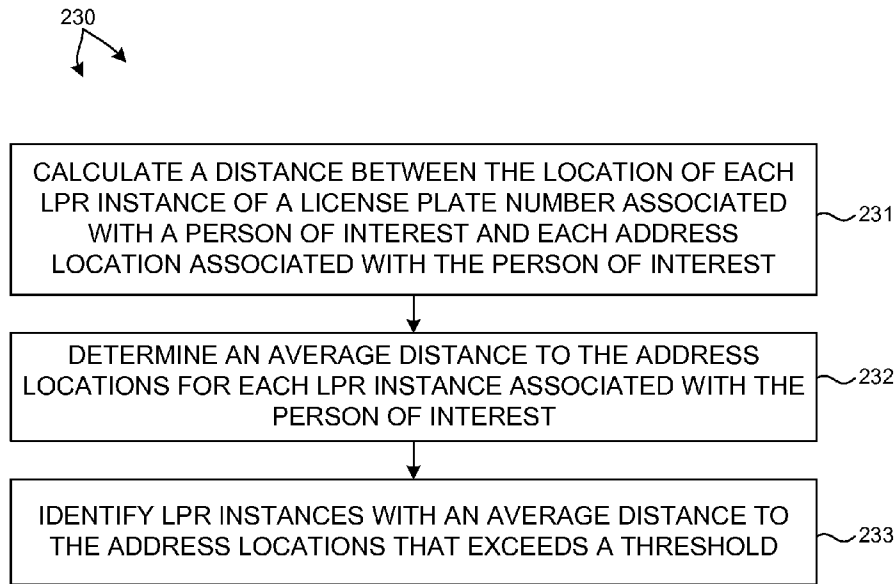 230
CALCULATE A DISTANCE BETWEEN THE LOCATION OF EACH
LPR INSTANCE OF A LICENSE PLATE NUMBER ASSOCIATED
WITH A PERSON OF INTEREST AND EACH ADDRESS
LOCATION ASSOCIATED WITH THE PERSON OF INTEREST
231
DETERMINE AN AVERAGE DISTANCE TO THE ADDRESS
LOCATIONS FOR EACH LPR INSTANCE ASSOCIATED WITH THE
PERSON OF INTEREST
232
IDENTIFY LPR INSTANCES WITH AN AVERAGE DISTANCE TO
THE ADDRESS LOCATIONS THAT EXCEEDS A THRESHOLD
233